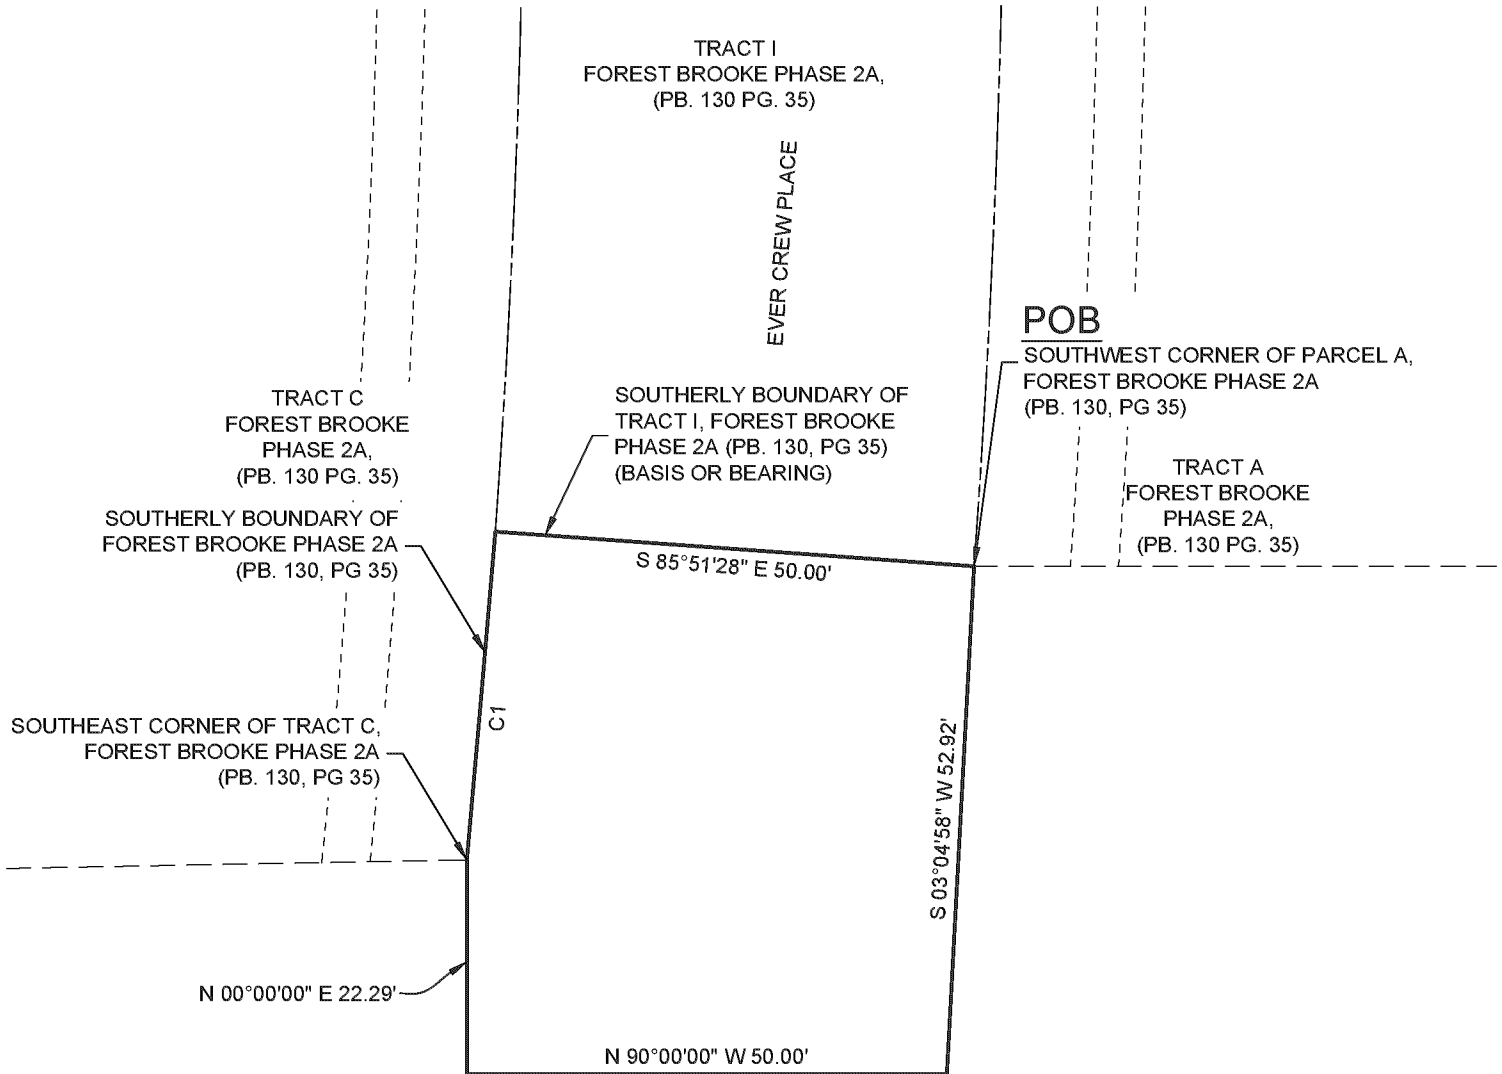 TRACT I
FOREST BROOKE PHASE 2A,
(PB. 130 PG. 35)
EVER CREW PLACE
POB
SOUTHWEST CORNER OF PARCEL A,
FOREST BROOKE PHASE 2A
(PB. 130, PG 35)
SOUTHERLY BOUNDARY OF
TRACT I, FOREST BROOKE
PHASE 2A (PB. 130, PG 35)
(BASIS OR BEARING)
TRACT C
FOREST BROOKE
PHASE 2A,
(PB. 130 PG. 35)
TRACT A
FOREST BROOKE
PHASE 2A,
(PB. 130 PG. 35)
SOUTHERLY BOUNDARY OF
FOREST BROOKE PHASE 2A
(PB. 130, PG 35)
S 85°51'28" E 50.00'
C1
SOUTHEAST CORNER OF TRACT C,
FOREST BROOKE PHASE 2A
(PB. 130, PG 35)
S 03°04'58" W 52.92'
N 00°00'00" E 22.29'
N 90°00'00" W 50.00'